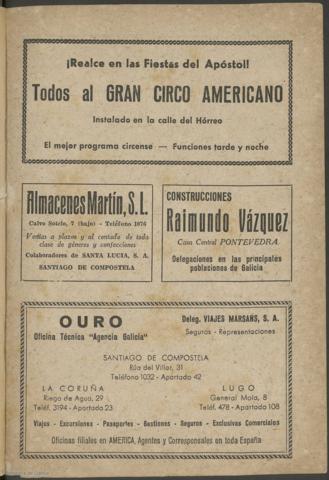 ¡Realce en las Fiestas del Apóstol!
Todos al GRAN CIRCO AMERICANO
Instalado en la calle del Hórreo
El mejor programa circense — Funciones tarde y noche
Almacenes Martín, S. L.
Calvo Sotelo, 7 (bajo) - Teléfono 1076
Ventas a plazos y al contado de toda
clase de géneros y confecciones
Colaboradores de SANTA LUCIA, S. A.
SANTIAGO DE COMPOSTELA
CONSTRUCCIONES
Raimundo Vázquez
Casa Central PONTEVEDRA
Delegaciones en las principales
poblaciones de Galicia
OURO
Oficina Técnica "Agencia Galicia"
Deleg. VIAJES MARSANS, S. A.
Seguros - Representaciones
SANTIAGO DE COMPOSTELA
Rúa del Villar, 31
Teléfono 1032 - Apartado 42
LA CORUÑA
Riego de Agua, 29
Teléf. 3194 - Apartado 23
LUGO
General Mola, 8
Teléf. 478 - Apartado 108
Viajes - Excursiones - Pasaportes - Gestiones - Seguros - Exclusivas Comerciales
Oficinas filiales en AMERICA, Agentes y Corresponsales en toda España